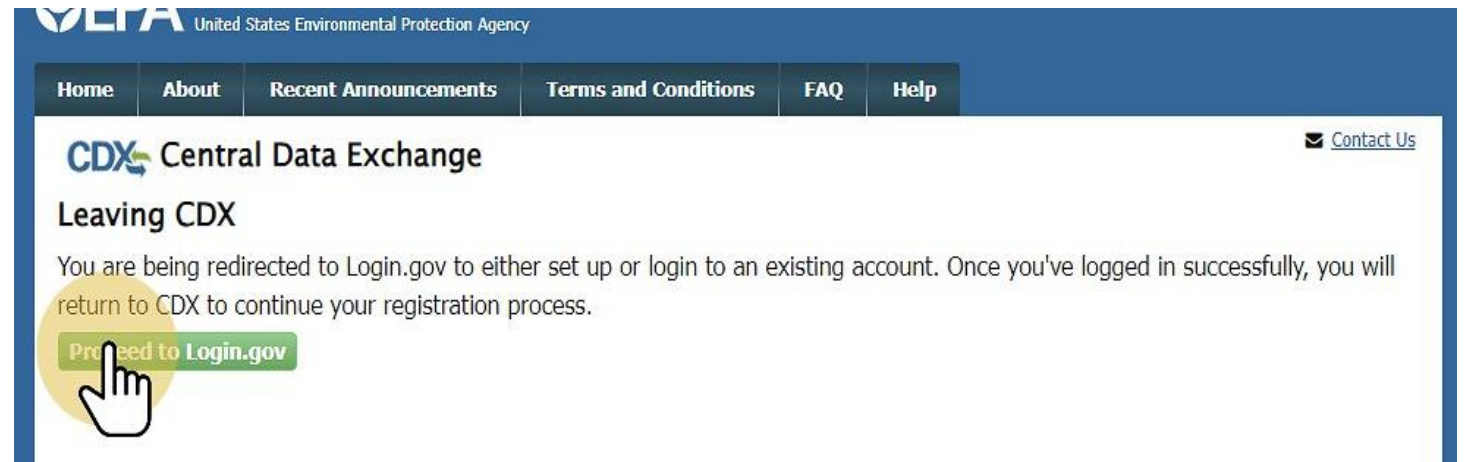 EPA United States Environmental Protection Agency
Home About Recent Announcements Terms and Conditions FAQ Help
Contact Us
CDX Central Data Exchange
Leaving CDX
You are being redirected to Login.gov to either set up or login to an existing account. Once you've logged in successfully, you will
return to CDX to continue your registration process.
Proceed to Login.gov